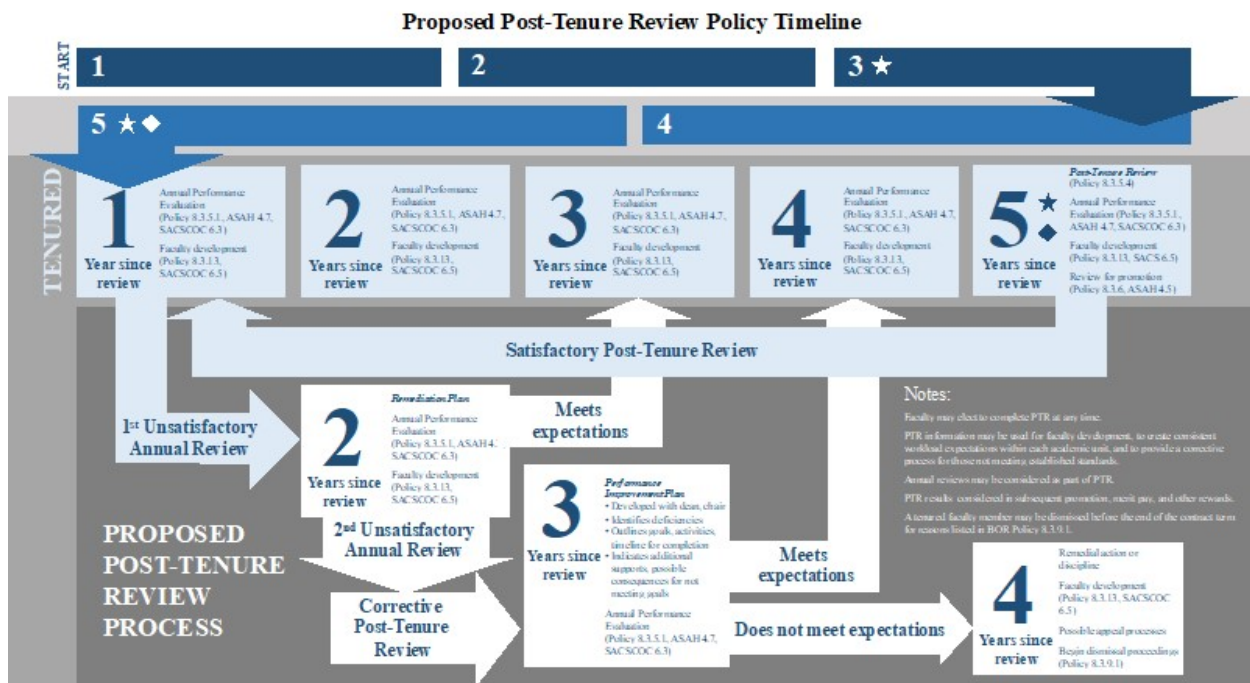 Proposed Post-Tenure Review Policy Timeline
START
1
2
3
5
4
TENURED
1
Years since
review
Annual Performance
Evaluation
(Policy 8.3.5.1, ASAH 4.7,
SACSCOC 6.3)
Faculty development
(Policy 8.3.13,
SACSCOC 6.5)
2
Years since
review
Annual Performance
Evaluation
(Policy 8.3.5.1, ASAH 4.7,
SACSCOC 6.3)
Faculty development
(Policy 8.3.13,
SACSCOC 6.5)
3
Years since
review
Annual Performance
Evaluation
(Policy 8.3.5.1, ASAH 4.7,
SACSCOC 6.3)
Faculty development
(Policy 8.3.13,
SACSCOC 6.5)
4
Years since
review
Annual Performance
Evaluation
(Policy 8.3.5.1, ASAH 4.7,
SACSCOC 6.3)
Faculty development
(Policy 8.3.13,
SACSCOC 6.5)
5
Years since
review
Post-Tenure Review
(Policy 8.3.5.4)
Annual Performance
Evaluation (Policy 8.3.5.1,
ASAH 4.7, SACSCOC 6.3)
Faculty development
(Policy 8.3.13, SACS 6.5)
Review for promotion
(Policy 8.3.6, ASAH 4.5)
Satisfactory Post-Tenure Review
1st Unsatisfactory
Annual Review
2
Years since
review
Remediation Plan
Annual Performance
Evaluation
(Policy 8.3.5.1, ASAH 4.
SACSCOC 6.3)
Faculty development
(Policy 8.3.13,
SACSCOC 6.5)
Meets
expectations
2nd Unsatisfactory
Annual Review
Corrective
Post-Tenure
Review
3
Years since
review
Performance
Improvement Plan
• Developed with dean, chair
• Identifies deficiencies
• Outlines goals, activities,
timeline for completion
• Indicates additional
supports, possible
consequences for not
meeting goals
Annual Performance
Evaluation
(Policy 8.3.5.1, ASAH 4.7,
SACSCOC 6.3)
Meets
expectations
Does not meet expectations
Notes:
Faculty may elect to complete PTR at any time.
PTR information may be used for faculty development, to create consistent
workload expectations within each academic unit, and to provide a corrective
process for those not meeting established standards.
Annual reviews may be considered as part of PTR.
PTR results considered in subsequent promotion, merit pay, and other rewards.
A tenured faculty member may be dismissed before the end of the contract term
for reasons listed in BOR Policy 8.3.9.1.
4
Years since
review
Remedial action or
discipline
Faculty development
(Policy 8.3.13, SACSCOC
6.5)
Possible appeal processes
Begin dismissal proceedings
(Policy 8.3.9.1)
PROPOSED
POST-TENURE
REVIEW
PROCESS